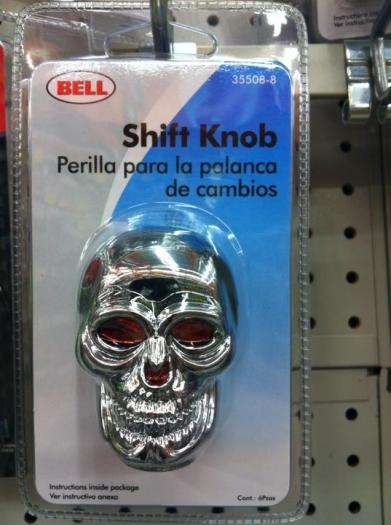 BELL
35508-8
Shift Knob
Perilla para la palanca
de cambios
Instructions inside package
Ver instructivo anexo
Cont.: 6Pzas